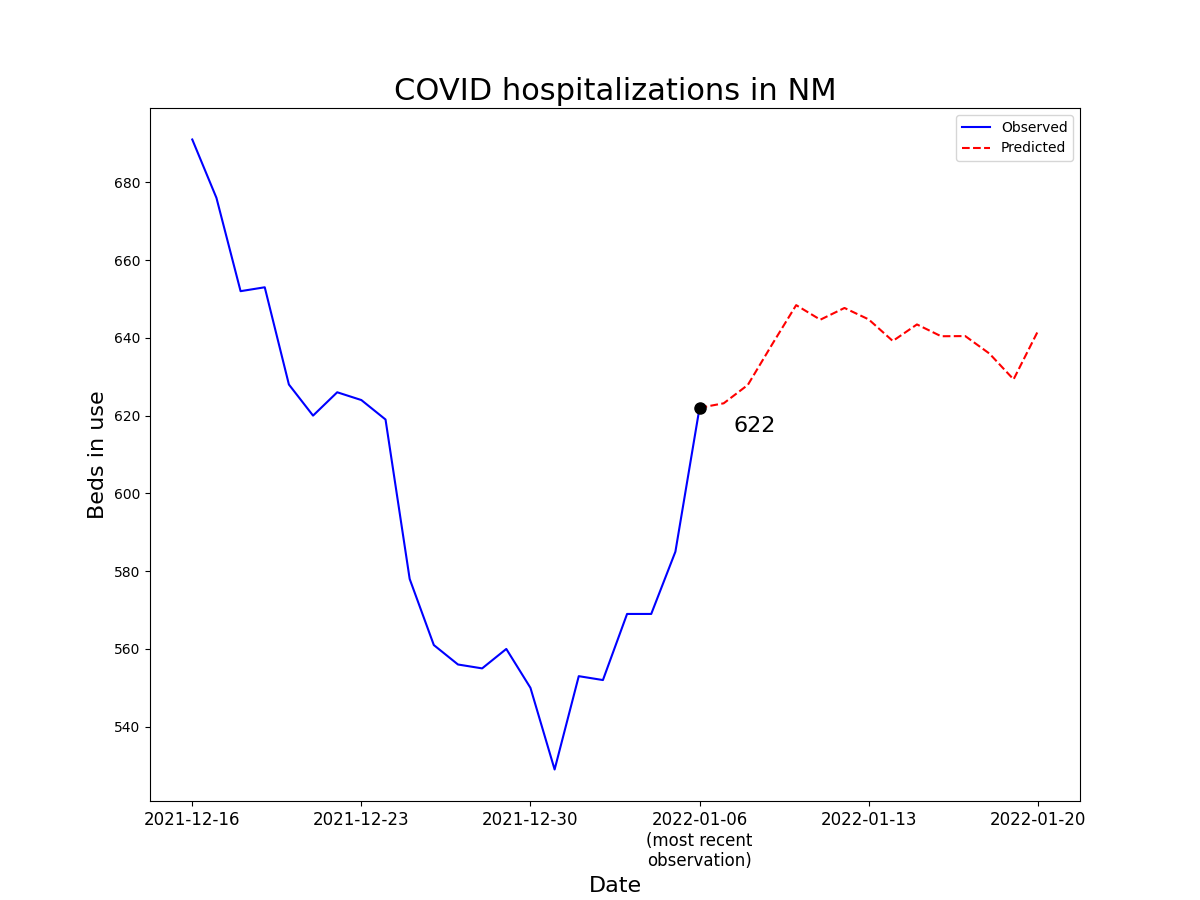 COVID hospitalizations in NM
Observed
Predicted
680
660
640
620
600
580
560
540
Beds in use
622
2021-12-16
2021-12-23
2021-12-30
2022-01-06
(most recent
observation)
2022-01-13
2022-01-20
Date